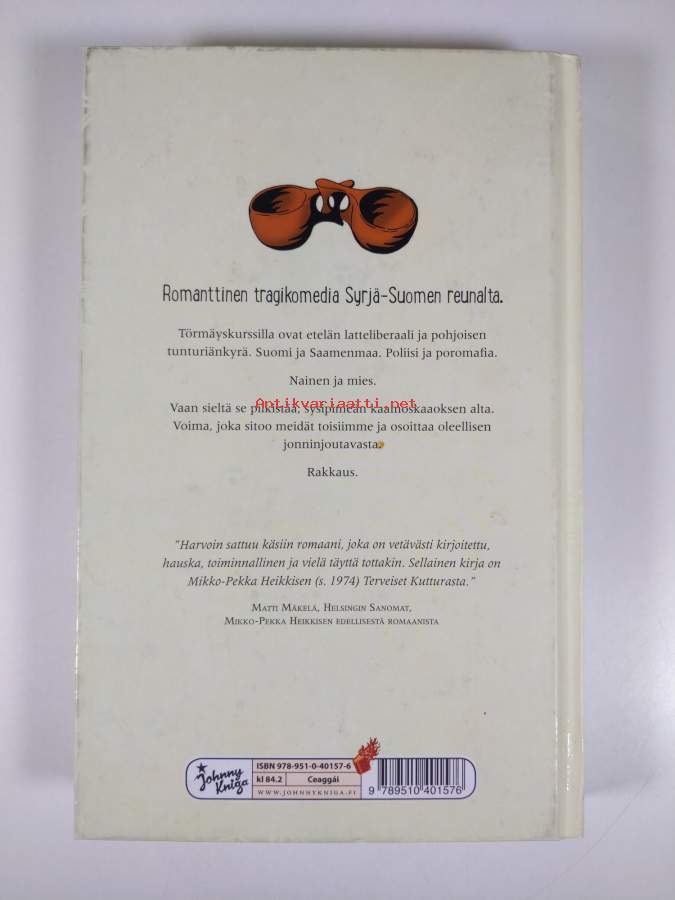 Romanttinen tragikomedia Syrjä-Suomen reunalta.
Törmäyskurssilla ovat etelän latteliberaali ja pohjoisen
tunturiänkyrä. Suomi ja Saamenmaa. Poliisi ja poromafia.
Nainen ja mies.
Antikvariaatti.net
Vaan sieltä se pilkistää, sysipimeän kaamoskaaoksen alta.
Voima, joka sitoo meidät toisiimme ja osoittaa oleellisen
jonninjoutavasta.
Rakkaus.
"Harvoin sattuu käsiin romaani, joka on vetävästi kirjoitettu,
hauska, toiminnallinen ja vielä täyttä tottakin. Sellainen kirja on
Mikko-Pekka Heikkisen (s. 1974) Terveiset Kutturasta."
Matti Mäkelä, Helsingin Sanomat,
Mikko-Pekka Heikkisen edellisestä romaanista
Johnny Kniga
ISBN 978-951-0-40157-6
kl 84.2 Ceaggái
www.johnnykniga.fi
9 789510 401576